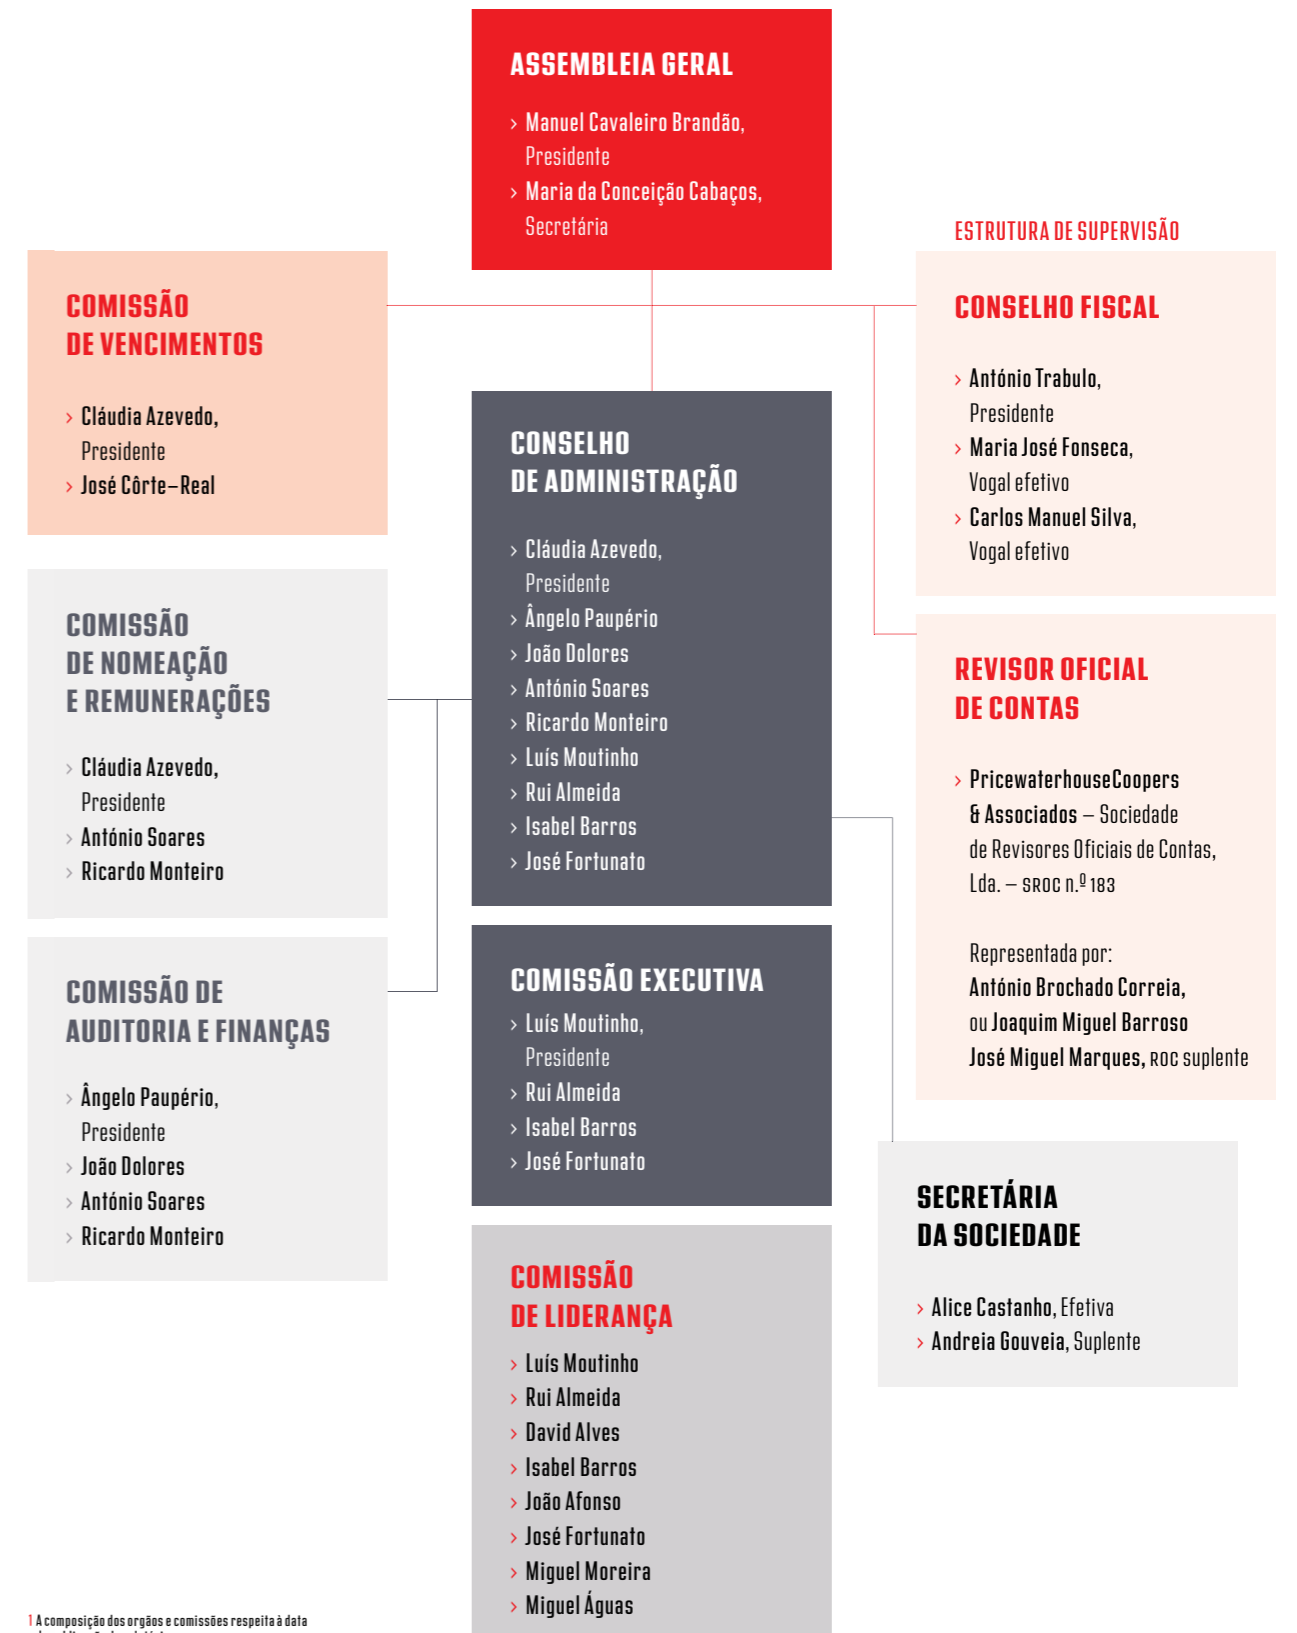 ASSEMBLEIA GERAL
> Manuel Cavaleiro Brandão,
Presidente
> Maria da Conceição Cabaços,
Secretária
COMISSÃO
DE VENCIMENTOS
> Cláudia Azevedo,
Presidente
> José Côrte–Real
ESTRUTURA DE SUPERVISÃO
CONSELHO FISCAL
> António Trabulo,
Presidente
> Maria José Fonseca,
Vogal efetivo
> Carlos Manuel Silva,
Vogal efetivo
CONSELHO
DE ADMINISTRAÇÃO
> Cláudia Azevedo,
Presidente
> Ângelo Paupério
> João Dolores
> António Soares
> Ricardo Monteiro
> Luís Moutinho
> Rui Almeida
> Isabel Barros
> José Fortunato
COMISSÃO
DE NOMEAÇÃO
E REMUNERAÇÕES
> Cláudia Azevedo,
Presidente
> António Soares
> Ricardo Monteiro
REVISOR OFICIAL
DE CONTAS
> PricewaterhouseCoopers
& Associados – Sociedade
de Revisores Oficiais de Contas,
Lda. – SROC n.º 183
Representada por:
António Brochado Correia,
ou Joaquim Miguel Barroso
José Miguel Marques, ROC suplente
COMISSÃO DE
AUDITORIA E FINANÇAS
> Ângelo Paupério,
Presidente
> João Dolores
> António Soares
> Ricardo Monteiro
COMISSÃO EXECUTIVA
> Luís Moutinho,
Presidente
> Rui Almeida
> Isabel Barros
> José Fortunato
SECRETÁRIA
DA SOCIEDADE
> Alice Castanho, Efetiva
> Andreia Gouveia, Suplente
COMISSÃO
DE LIDERANÇA
> Luís Moutinho
> Rui Almeida
> David Alves
> Isabel Barros
> João Afonso
> José Fortunato
> Miguel Moreira
> Miguel Águas
1 A composição dos orgãos e comissões respeita à data